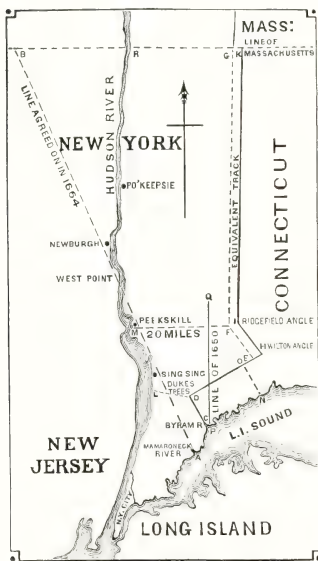 MASS:
LINE OF
B R G K MASSACHUSETTS
LINE AGREED ON IN 1664
NEW YORK
HUDSON RIVER
EQUIVALENT TRACK
CONNECTICUT
PO'KEEPSIE
NEWBURGH
WEST POINT
Q
PEEKSKILL
M 20 MILES F
RIDGEFIELD ANGLE
LINE OF 1650
H WILTON ANGLE
O E
SING SING
DUKES
TREES
D
N
C
BYRAM R
P
L.I. SOUND
MAMARONECK
RIVER
A
NEW
JERSEY
N.Y. CITY
LONG ISLAND